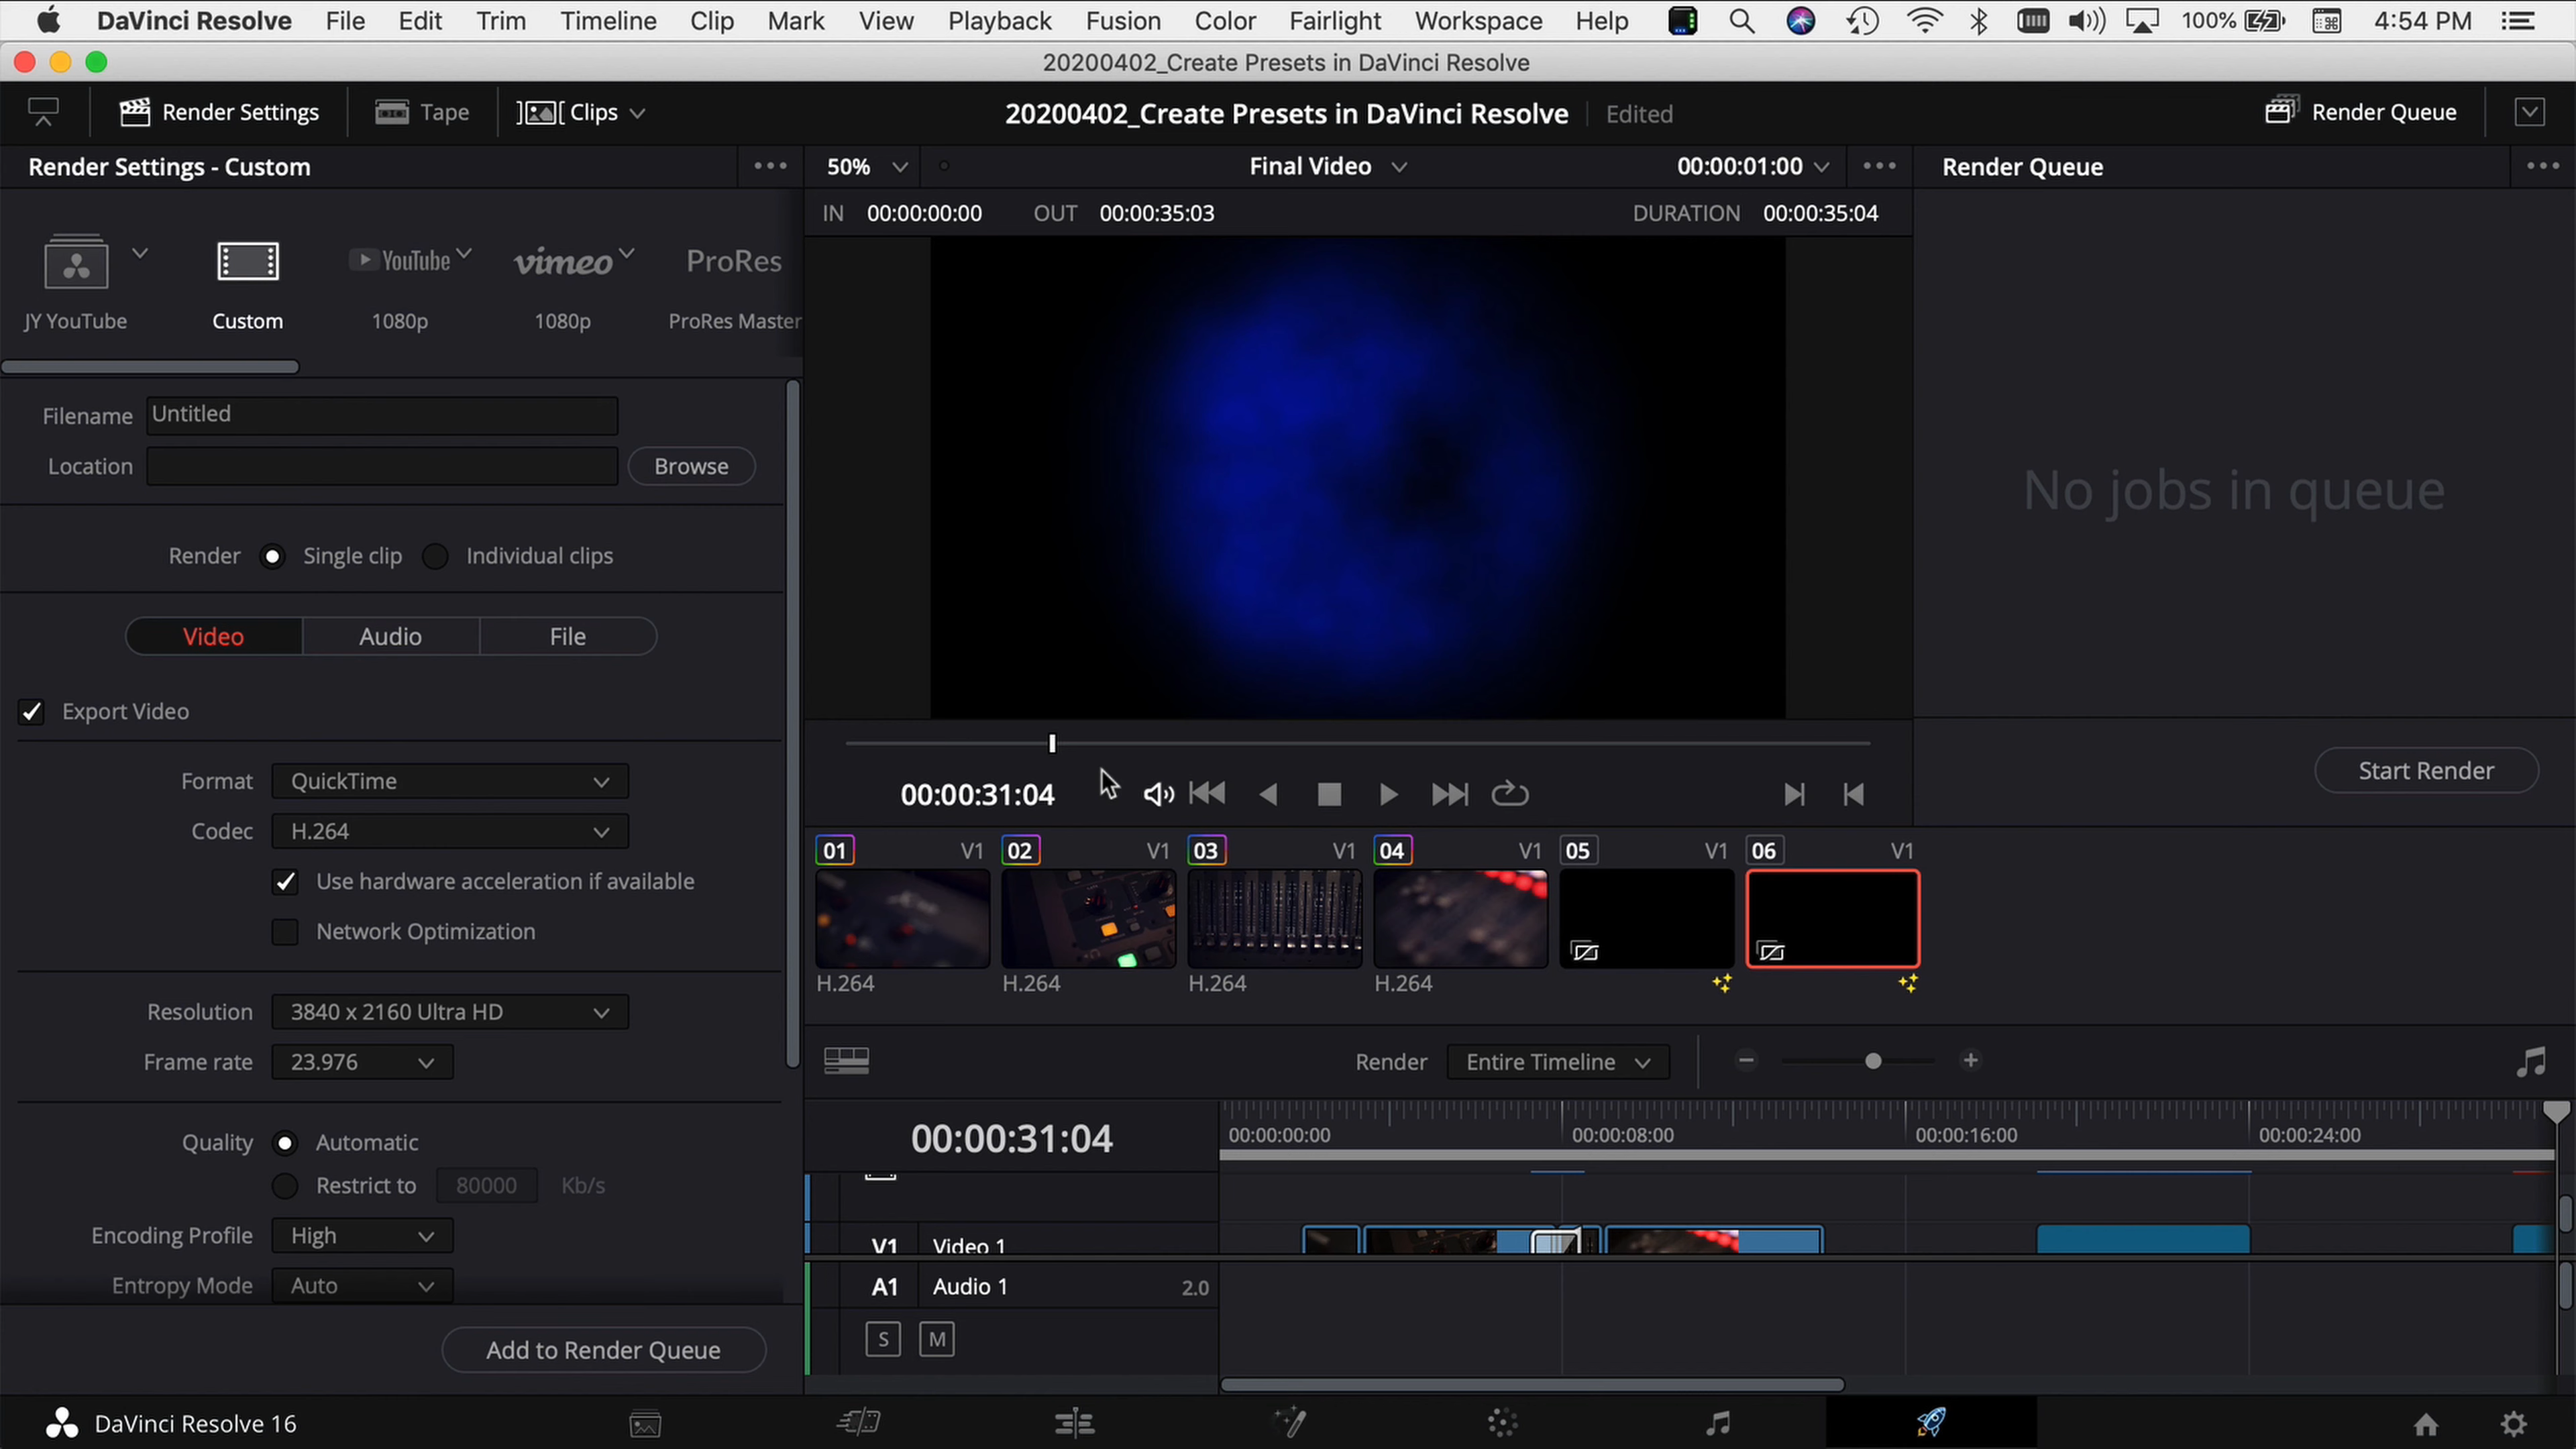 DaVinci Resolve File Edit Trim Timeline Clip Mark View Playback Fusion Color Fairlight Workspace Help 100% 4:54 PM
20200402_Create Presets in DaVinci Resolve
Render Settings Tape Clips 20200402_Create Presets in DaVinci Resolve Edited Render Queue
Render Settings - Custom 50% Final Video 00:00:01:00 Render Queue
IN 00:00:00:00 OUT 00:00:35:03 DURATION 00:00:35:04
YouTube vimeo ProRes
JY YouTube Custom 1080p 1080p ProRes Master
Filename Untitled
Location Browse
No jobs in queue
Render Single clip Individual clips
Video Audio File
Export Video
Format QuickTime
Start Render
00:00:31:04
Codec H.264
01 V1 02 V1 03 V1 04 V1 05 V1 06 V1
Use hardware acceleration if available
Network Optimization
H.264 H.264 H.264 H.264
Resolution 3840 x 2160 Ultra HD
Frame rate 23.976
Render Entire Timeline
00:00:31:04 00:00:00:00 00:00:08:00 00:00:16:00 00:00:24:00
Quality Automatic
Restrict to 80000 Kb/s
Encoding Profile High
V1 Video 1
Entropy Mode Auto
A1 Audio 1 2.0
S M
Add to Render Queue
DaVinci Resolve 16